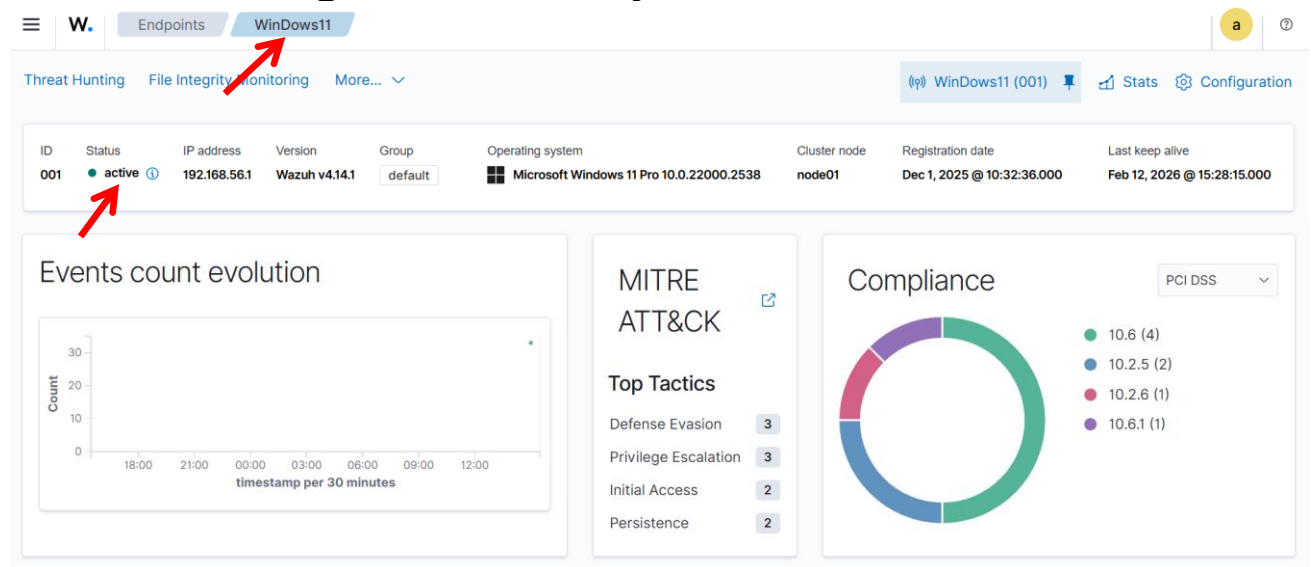 W. Endpoints WinDows11 a
Threat Hunting File Integrity Monitoring More... WinDows11 (001) Stats Configuration
ID Status IP address Version Group Operating system Cluster node Registration date Last keep alive
001 active 192.168.56.1 Wazuh v4.14.1 default Microsoft Windows 11 Pro 10.0.22000.2538 node01 Dec 1, 2025 @ 10:32:36.000 Feb 12, 2026 @ 15:28:15.000
Events count evolution
Count
30
20
10
0
18:00 21:00 00:00 03:00 06:00 09:00 12:00
timestamp per 30 minutes
MITRE
ATT&CK
Top Tactics
Defense Evasion 3
Privilege Escalation 3
Initial Access 2
Persistence 2
Compliance
PCI DSS
10.6 (4)
10.2.5 (2)
10.2.6 (1)
10.6.1 (1)